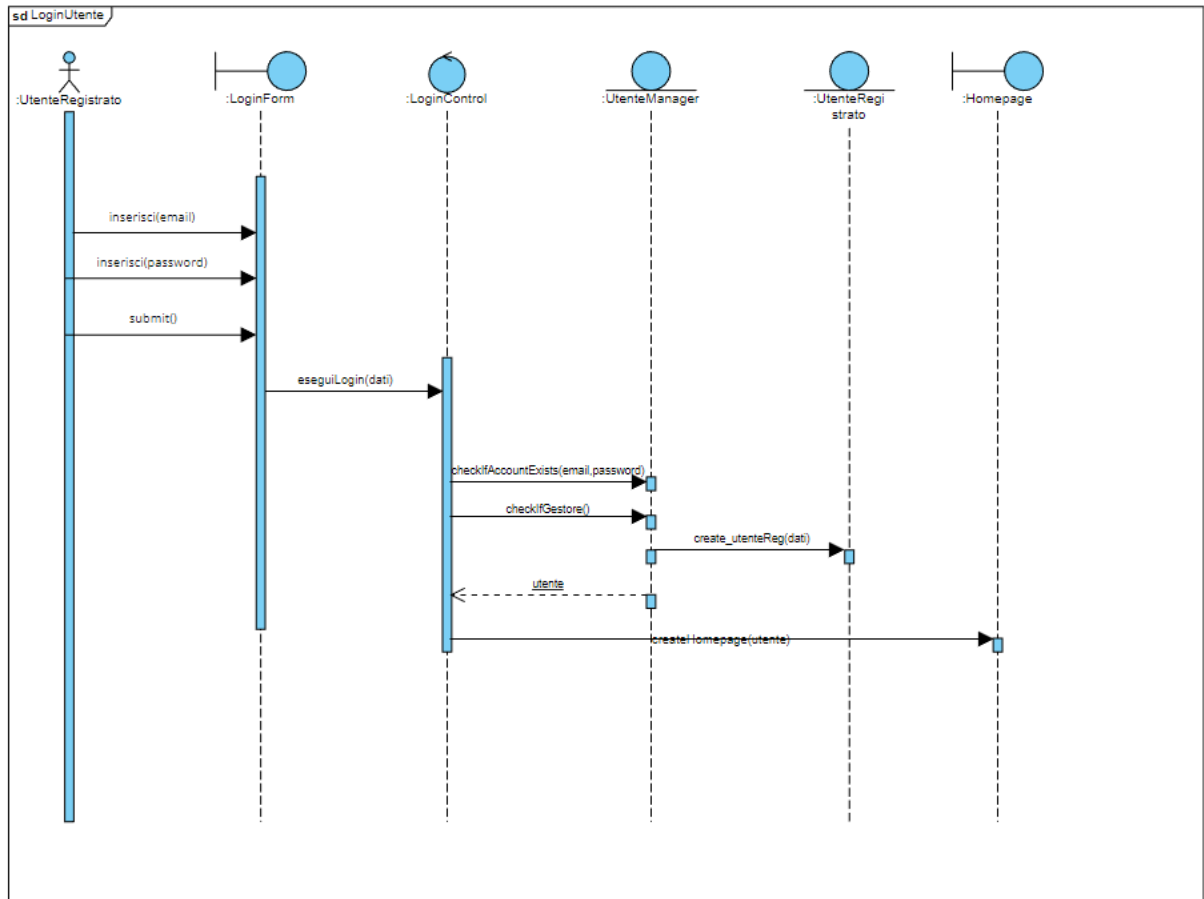 sd LoginUtente
:UtenteRegistrato
:LoginForm
:LoginControl
:UtenteManager
:UtenteRegi
strato
:Homepage
inserisci(email)
inserisci(password)
submit()
eseguiLogin(dati)
checkIfAccountExists(email,password)
checkIfGestore()
create_utenteReg(dati)
utente
createHomepage(utente)